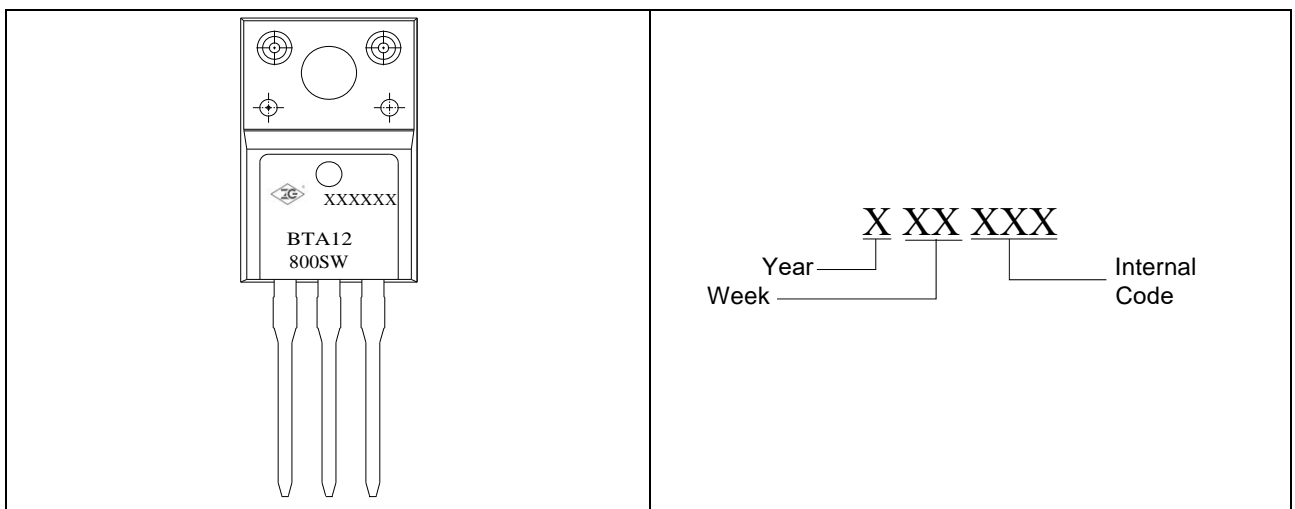 XXXXXX
BTA12
800SW
X XX XXX
Year
Week
Internal
Code